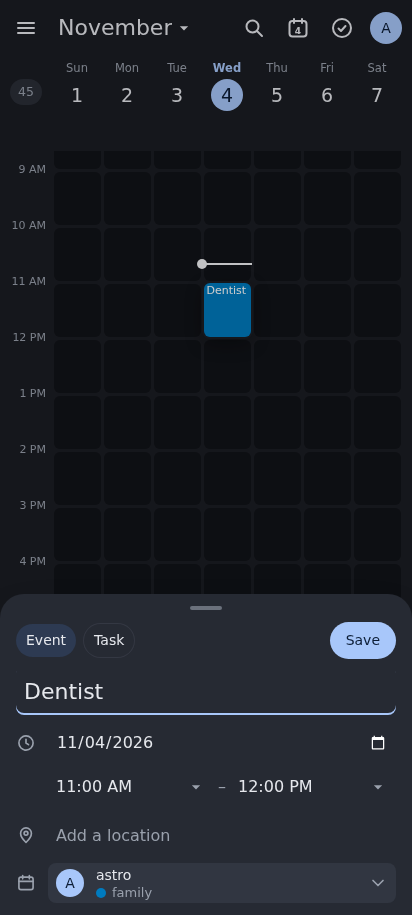 November
4
A
Sun Mon Tue Wed Thu Fri Sat
45 1 2 3 4 5 6 7
9 AM
10 AM
11 AM
Dentist
12 PM
1 PM
2 PM
3 PM
4 PM
Event Task Save
Dentist
11/04/2026
11:00 AM – 12:00 PM
Add a location
A astro
family